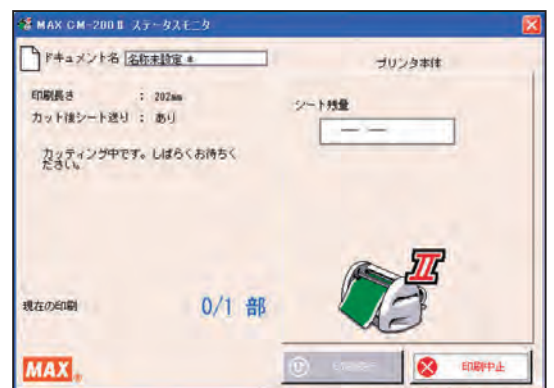 MAX CM-200Ⅱ ステータスモニタ
ドキュメント名 名称未設定 *
プリンタ本体
印刷長さ : 202mm
カット後シート送り : あり
シート残量
— —
カッティング中です。しばらくお待ちく
ださい。
Ⅱ
現在の印刷 0/1 部
MAX
印刷中止